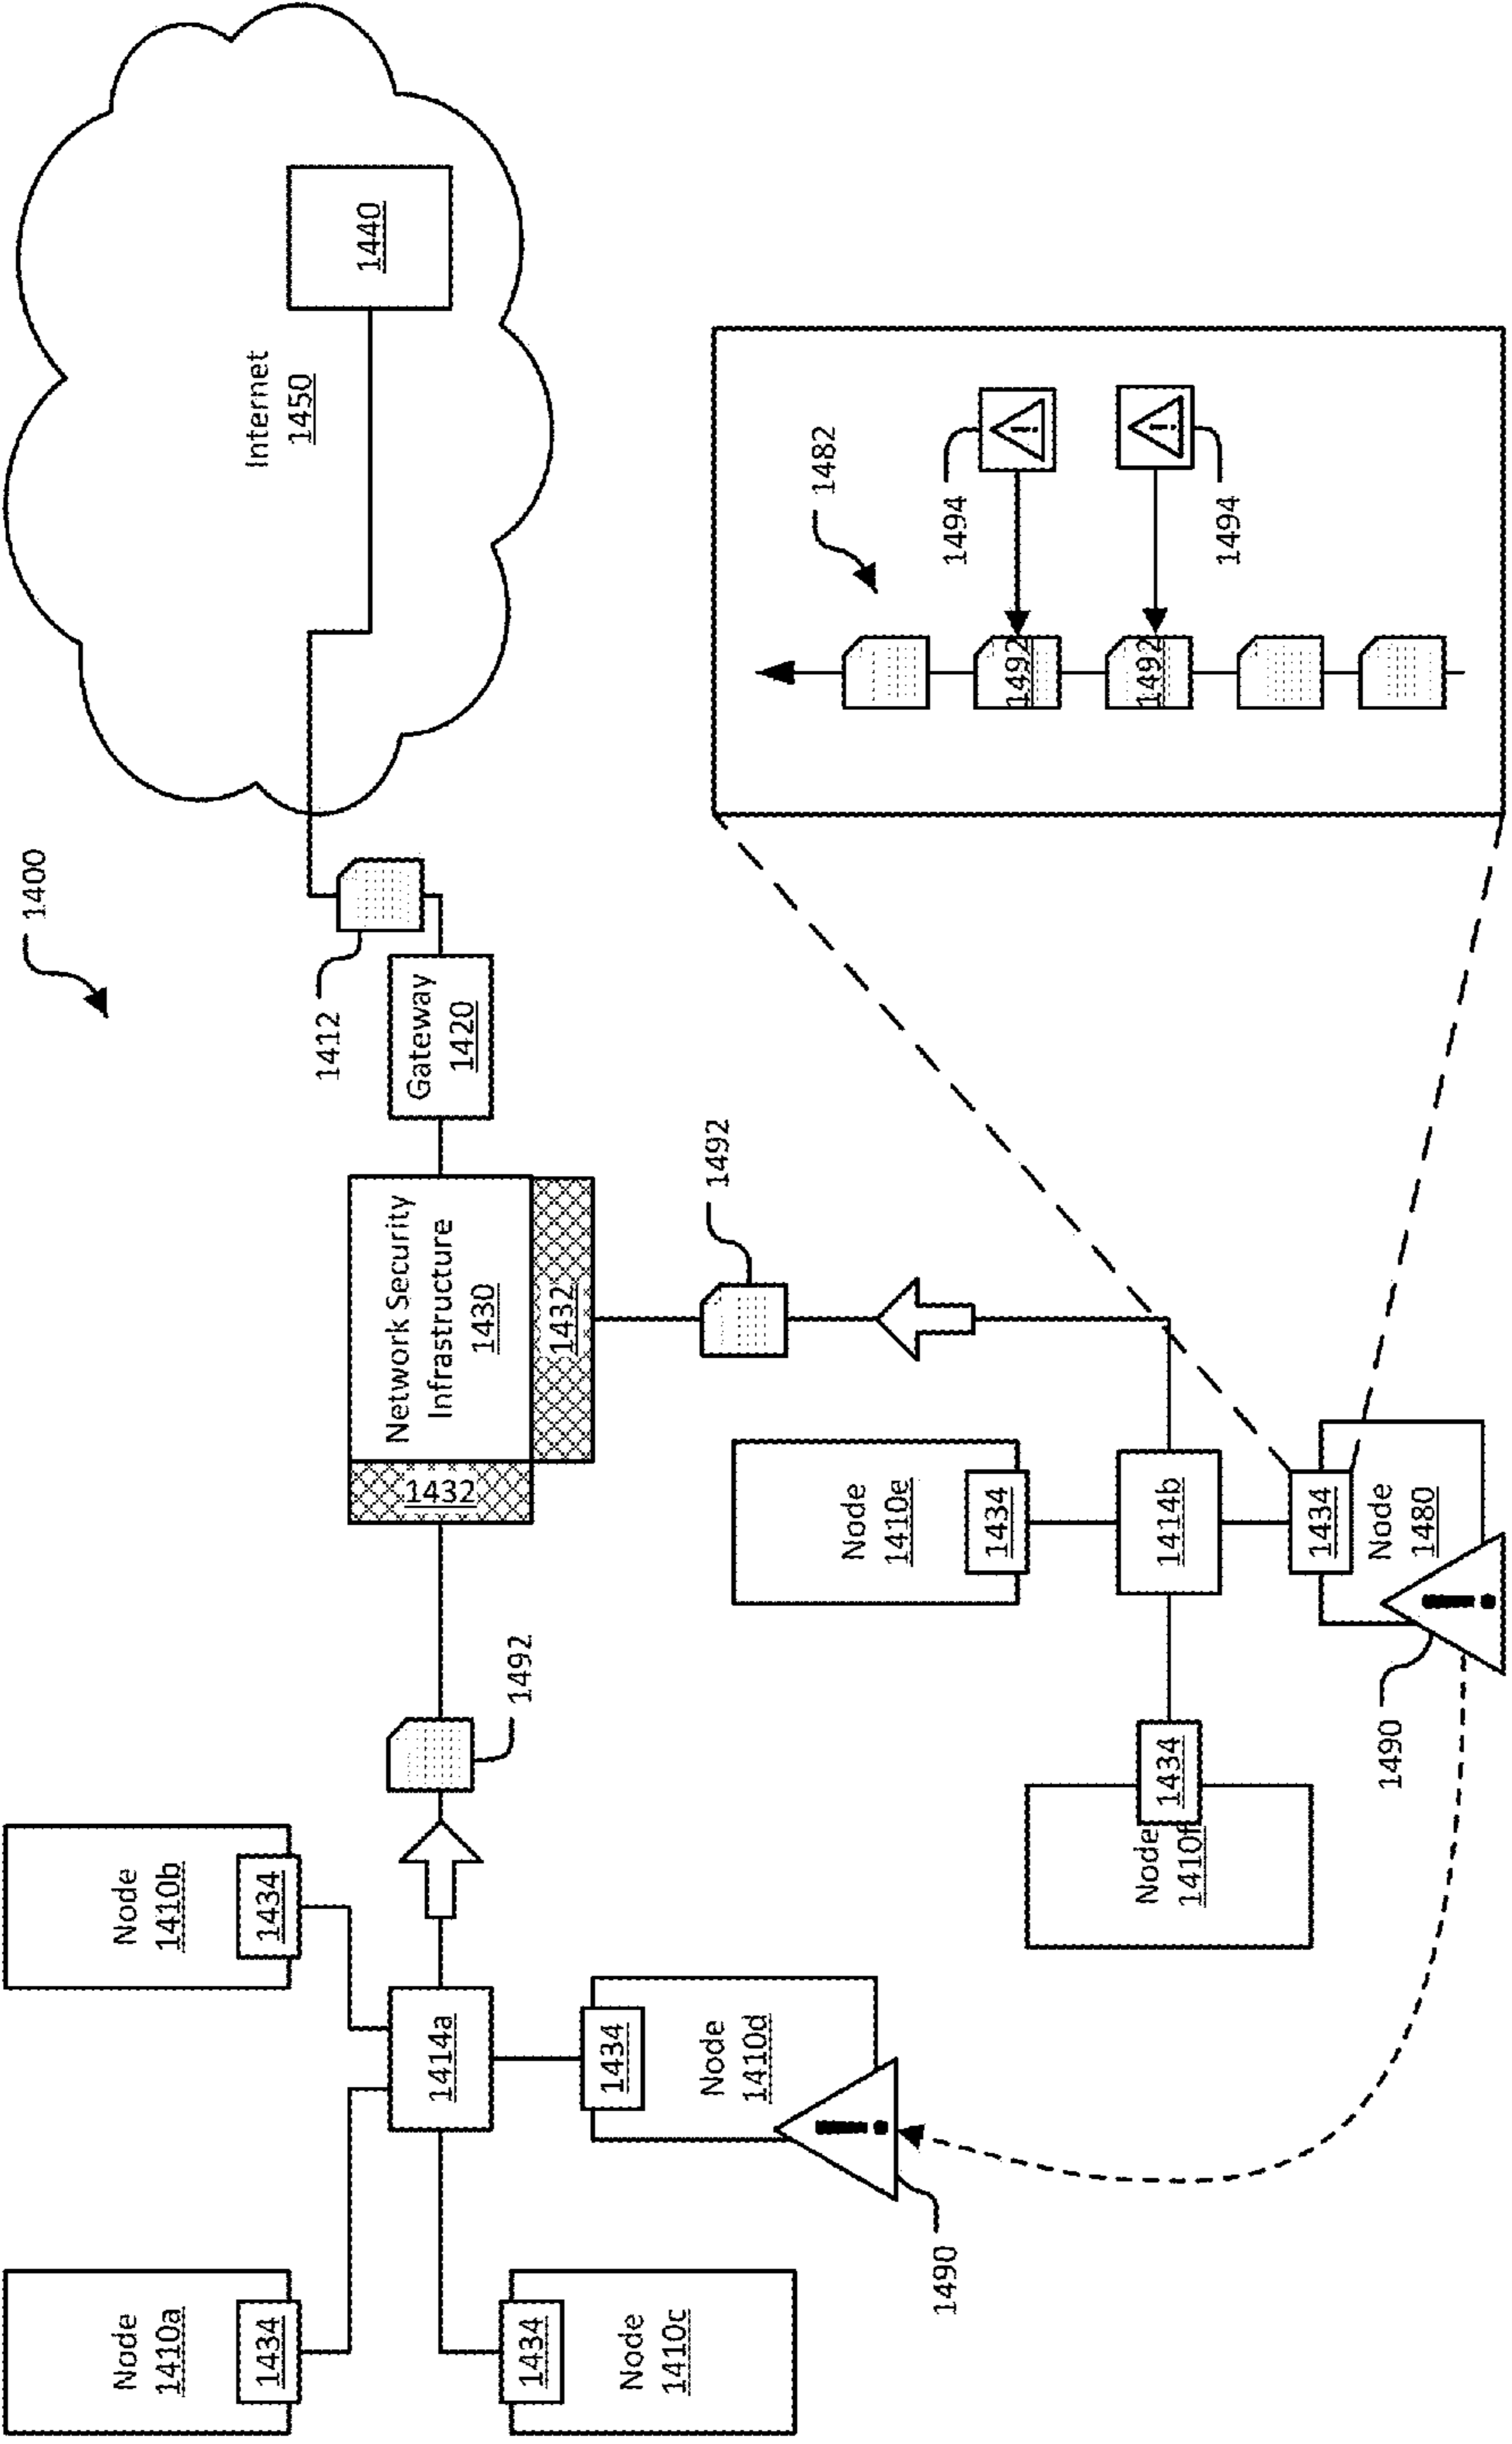 1400
Node
1410a
1434
Node
1410b
1434
1414a
Node
1410c
1434
Node
1410d
1434
1490
1492
1432
Network Security
Infrastructure
1430
1432
Gateway
1420
1412
Internet
1450
1440
1492
Node
1410e
1434
1414b
Node
1410f
1434
1434
Node
1480
1490
1482
1494
1492
1492
1494